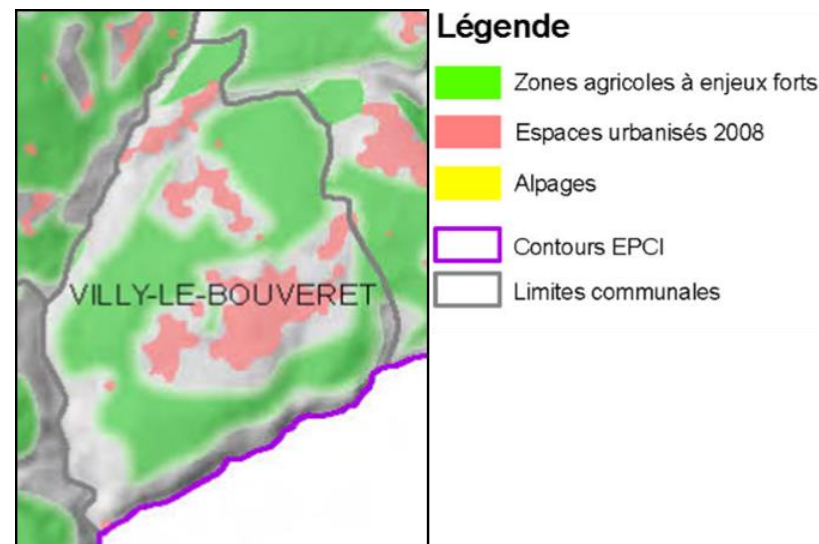 Légende
Zones agricoles à enjeux forts
Espaces urbanisés 2008
Alpages
Contours EPCI
Limites communales
VILLY-LE-BOUVERET